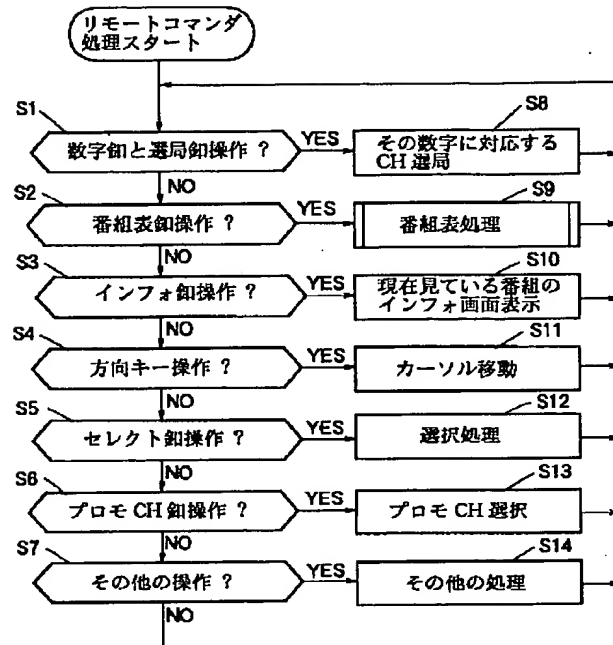 リモートコマンダ
処理スタート
S1
数字釦と選局釦操作 ?
YES
S8
その数字に対応する
CH 選局
NO
S2
番組表釦操作 ?
YES
S9
番組表処理
NO
S3
インフォ釦操作 ?
YES
S10
現在見ている番組の
インフォ画面表示
NO
S4
方向キー操作 ?
YES
S11
カーソル移動
NO
S5
セレクト釦操作 ?
YES
S12
選択処理
NO
S6
プロモ CH 釦操作 ?
YES
S13
プロモ CH 選択
NO
S7
その他の操作 ?
YES
S14
その他の処理
NO